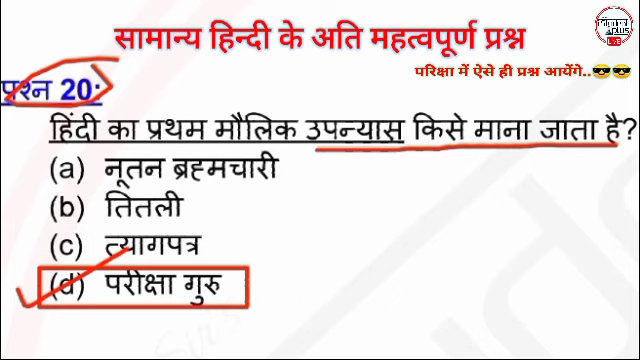 सामान्य हिन्दी के अति महत्वपूर्ण प्रश्न
परिक्षा में ऐसे ही प्रश्न आयेंगे..😎😎
प्रश्न 20:
हिंदी का प्रथम मौलिक उपन्यास किसे माना जाता है?
(a) नूतन ब्रह्मचारी
(b) तितली
(c) त्यागपत्र
(d) परीक्षा गुरु